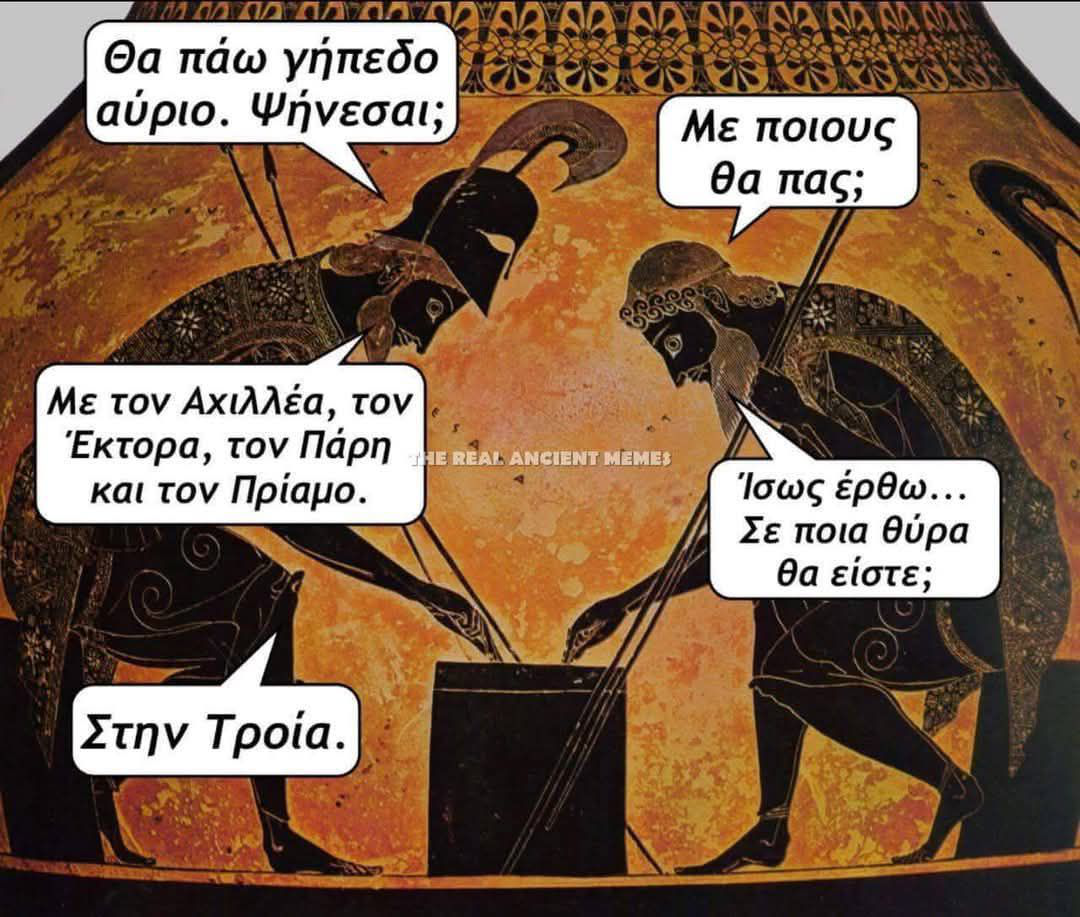 Θα πάω γήπεδο
αύριο. Ψήνεσαι;
Με ποιους
θα πας;
Με τον Αχιλλέα, τον
Έκτορα, τον Πάρη
και τον Πρίαμο.
THE REAL ANCIENT MEMES
Ίσως έρθω...
Σε ποια θύρα
θα είστε;
Στην Τροία.